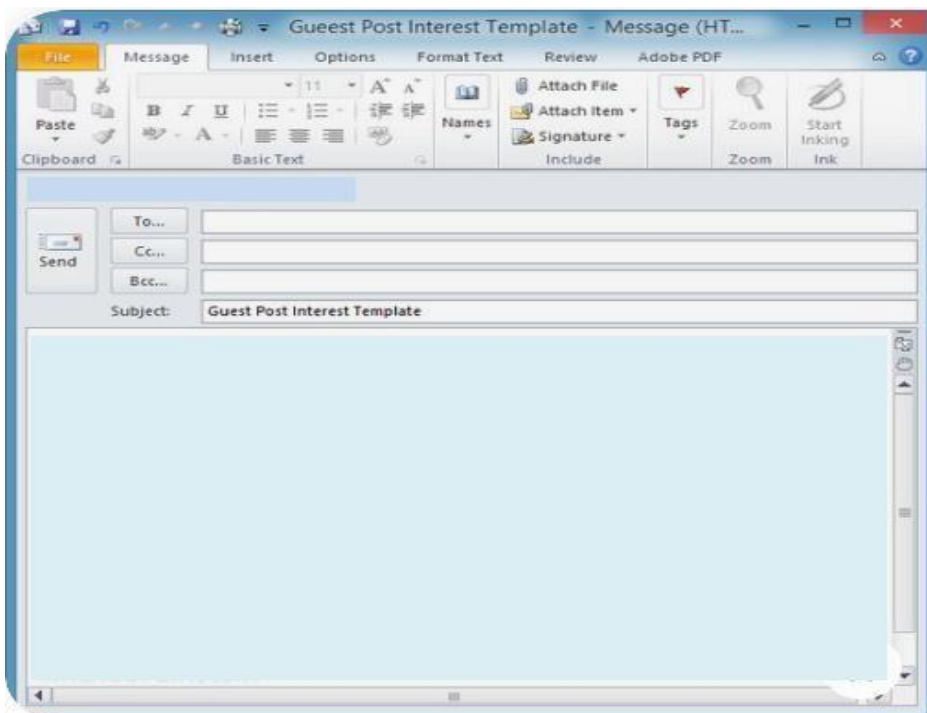 Gueest Post Interest Template - Message (HT...
File Message Insert Options Format Text Review Adobe PDF
11 A A Attach File
Paste B I U Names Attach Item Tags Zoom Start Inking
A Signature
Clipboard Basic Text Include Zoom Ink
To...
Cc...
Send
Bcc...
Subject: Guest Post Interest Template